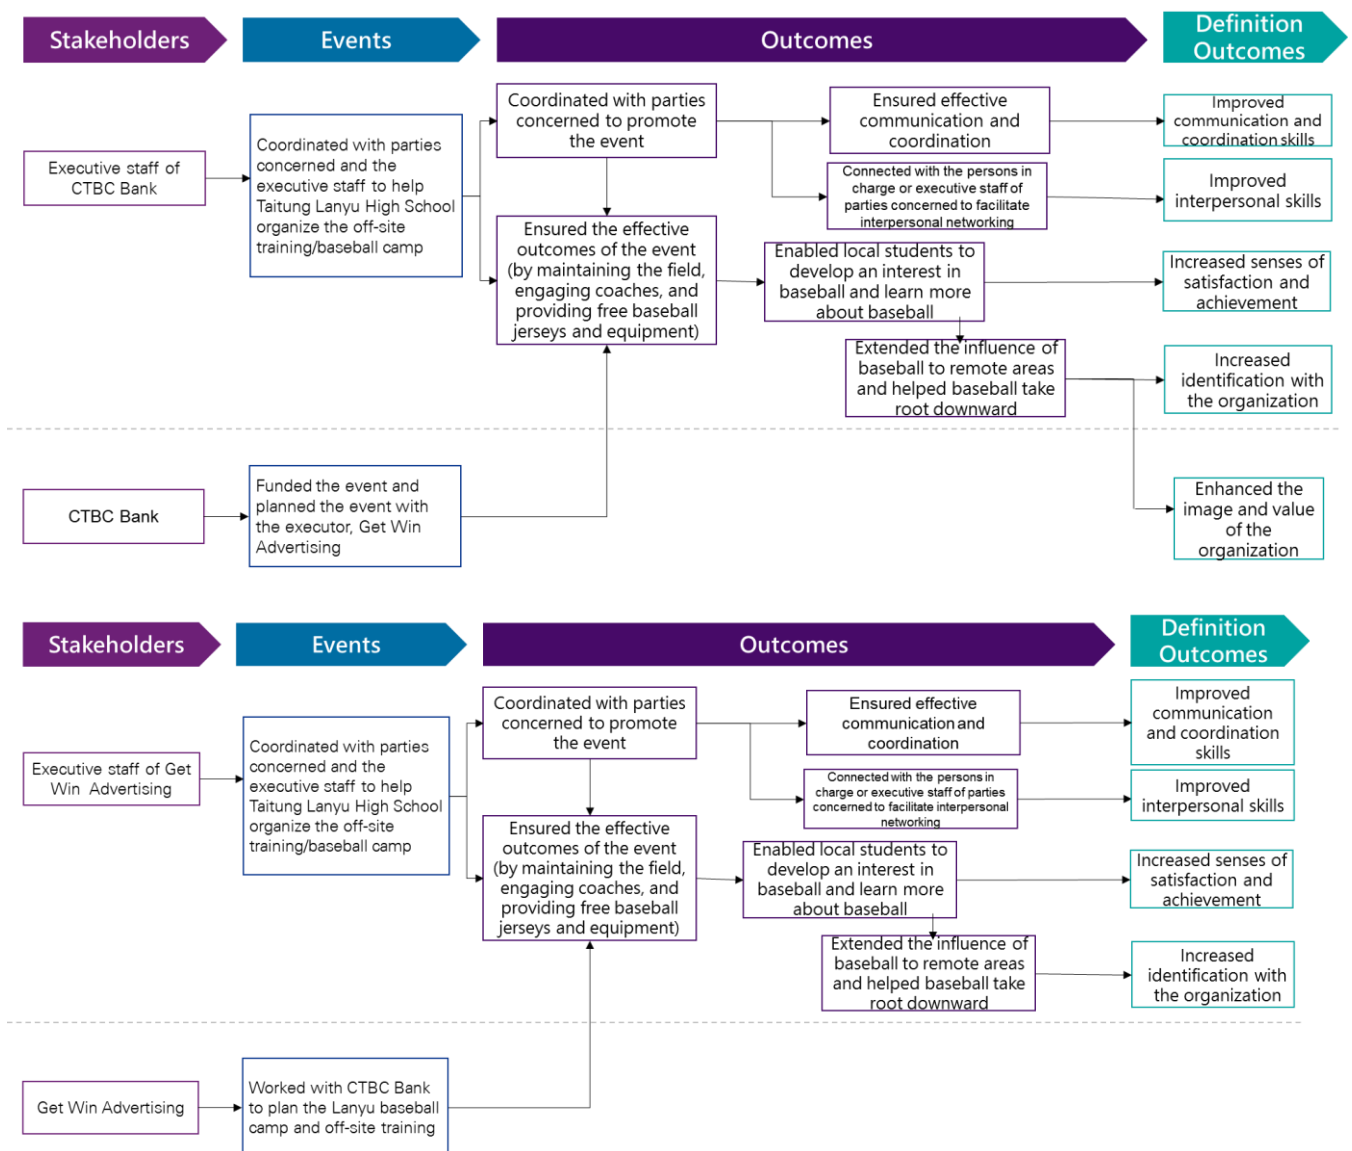 Stakeholders
Events
Outcomes
Definition
Outcomes
Executive staff of
CTBC Bank
Coordinated with parties
concerned and the
executive staff to help
Taitung Lanyu High School
organize the off-site
training/baseball camp
Coordinated with parties
concerned to promote
the event
Ensured effective
communication and
coordination
Improved
communication and
coordination skills
Connected with the persons in
charge or executive staff of
parties concerned to facilitate
interpersonal networking
Improved
interpersonal skills
Ensured the effective
outcomes of the event
(by maintaining the field,
engaging coaches, and
providing free baseball
jerseys and equipment)
Enabled local students to
develop an interest in
baseball and learn more
about baseball
Increased senses of
satisfaction and
achievement
Extended the influence of
baseball to remote areas
and helped baseball take
root downward
Increased
identification with
the organization
CTBC Bank
Funded the event and
planned the event with
the executor, Get Win
Advertising
Enhanced the
image and value
of the
organization
Stakeholders
Events
Outcomes
Definition
Outcomes
Executive staff of Get
Win Advertising
Coordinated with parties
concerned and the
executive staff to help
Taitung Lanyu High School
organize the off-site
training/baseball camp
Coordinated with parties
concerned to promote
the event
Ensured effective
communication and
coordination
Improved
communication
and coordination
skills
Connected with the persons in
charge or executive staff of parties
concerned to facilitate interpersonal
networking
Improved
interpersonal skills
Ensured the effective
outcomes of the event
(by maintaining the field,
engaging coaches, and
providing free baseball
jerseys and equipment)
Enabled local students to
develop an interest in
baseball and learn more
about baseball
Increased senses of
satisfaction and
achievement
Extended the influence of
baseball to remote areas
and helped baseball take
root downward
Increased
identification with
the organization
Get Win Advertising
Worked with CTBC Bank
to plan the Lanyu baseball
camp and off-site training